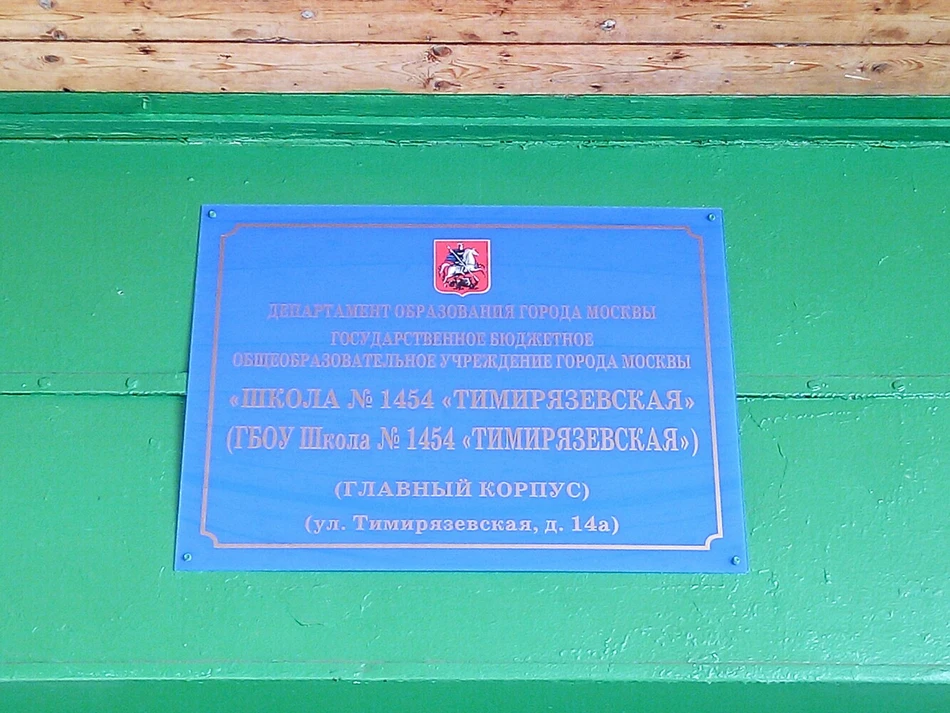 ДЕПАРТАМЕНТ ОБРАЗОВАНИЯ ГОРОДА МОСКВЫ
ГОСУДАРСТВЕННОЕ БЮДЖЕТНОЕ
ОБЩЕОБРАЗОВАТЕЛЬНОЕ УЧРЕЖДЕНИЕ ГОРОДА МОСКВЫ
«ШКОЛА № 1454 «ТИМИРЯЗЕВСКАЯ»
(ГБОУ Школа № 1454 «ТИМИРЯЗЕВСКАЯ»)
(ГЛАВНЫЙ КОРПУС)
(ул. Тимирязевская, д. 14а)